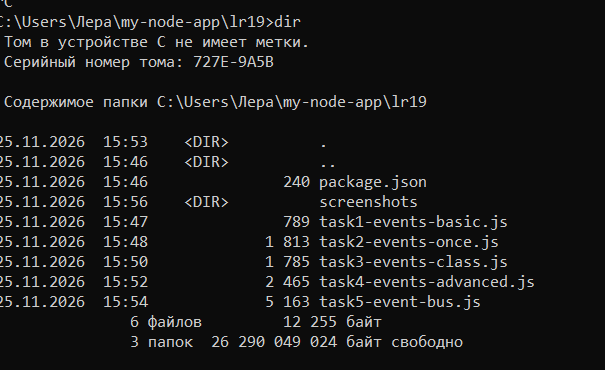 ^C
C:\Users\Лера\my-node-app\lr19>dir
Том в устройстве C не имеет метки.
Серийный номер тома: 727E-9A5B
Содержимое папки C:\Users\Лера\my-node-app\lr19
25.11.2026  15:53    <DIR>          .
25.11.2026  15:46    <DIR>          ..
25.11.2026  15:46               240 package.json
25.11.2026  15:56    <DIR>          screenshots
25.11.2026  15:47               789 task1-events-basic.js
25.11.2026  15:48             1 813 task2-events-once.js
25.11.2026  15:50             1 785 task3-events-class.js
25.11.2026  15:52             2 465 task4-events-advanced.js
25.11.2026  15:54             5 163 task5-event-bus.js
6 файлов         12 255 байт
3 папок  26 290 049 024 байт свободно